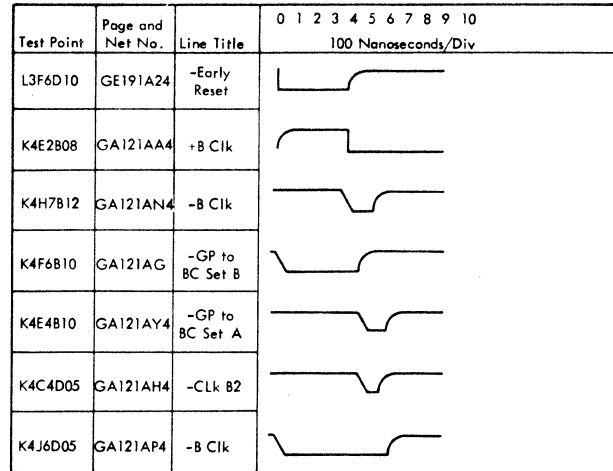 Test Point Page and Net No. Line Title 0 1 2 3 4 5 6 7 8 9 10
100 Nanoseconds/Div
L3F6D10 GE191A24 -Early Reset
K4E2B08 GA121AA4 +B Clk
K4H7B12 GA121AN4 -B Clk
K4F6B10 GA121AG -GP to BC Set B
K4E4B10 GA121AY4 -GP to BC Set A
K4C4D05 GA121AH4 -CLk B2
K4J6D05 GA121AP4 -B Clk